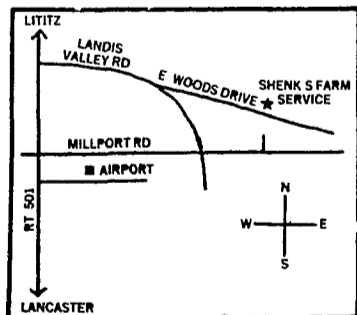 LITITZ
LANDIS
VALLEY RD
E WOODS DRIVE
SHENK S FARM
SERVICE
MILLPORT RD
AIRPORT
RT 501
N
W E
S
LANCASTER